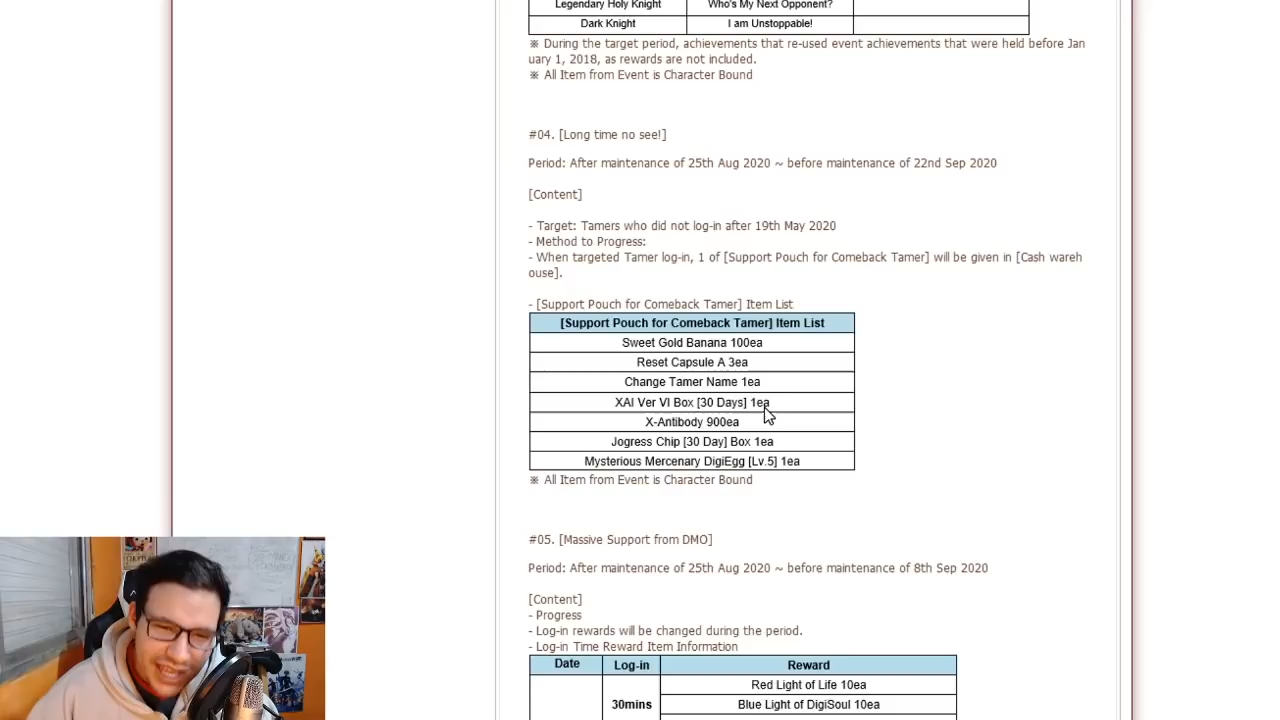 Legendary Holy Knight Who's My Next Opponent?
Dark Knight I am Unstoppable!
※ During the target period, achievements that re-used event achievements that were held before Jan
uary 1, 2018, as rewards are not included.
※ All Item from Event is Character Bound
#04. [Long time no see!]
Period: After maintenance of 25th Aug 2020 ~ before maintenance of 22nd Sep 2020
[Content]
- Target: Tamers who did not log-in after 19th May 2020
- Method to Progress:
- When targeted Tamer log-in, 1 of [Support Pouch for Comeback Tamer] will be given in [Cash wareh
ouse].
- [Support Pouch for Comeback Tamer] Item List
[Support Pouch for Comeback Tamer] Item List
Sweet Gold Banana 100ea
Reset Capsule A 3ea
Change Tamer Name 1ea
XAI Ver VI Box [30 Days] 1ea
X-Antibody 900ea
Jogress Chip [30 Day] Box 1ea
Mysterious Mercenary DigiEgg [Lv.5] 1ea
※ All Item from Event is Character Bound
#05. [Massive Support from DMO]
Period: After maintenance of 25th Aug 2020 ~ before maintenance of 8th Sep 2020
[Content]
- Progress
- Log-in rewards will be changed during the period.
- Log-in Time Reward Item Information
Date Log-in Reward
Red Light of Life 10ea
30mins Blue Light of DigiSoul 10ea